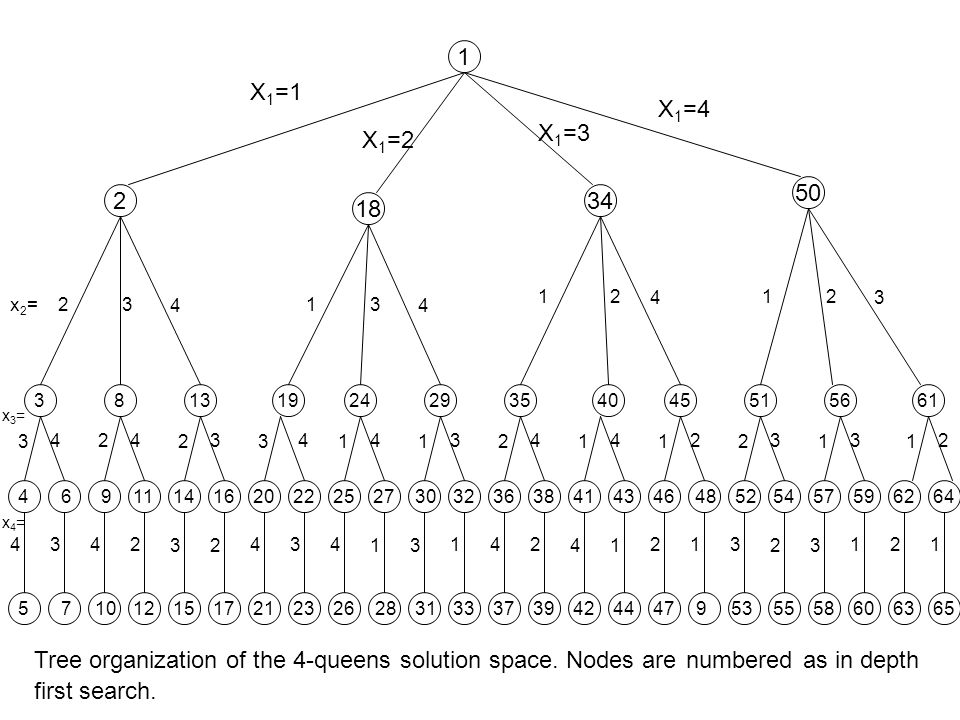 1
X1=1
X1=4
X1=2
X1=3
2
18
34
50
x2= 2 3 4 1 3 4 1 2 4 1 2 3
3 8 13 19 24 29 35 40 45 51 56 61
x3=
3 4 2 4 2 3 3 4 1 4 1 3 2 4 1 4 1 2 2 3 1 3 1 2
4 6 9 11 14 16 20 22 25 27 30 32 36 38 41 43 46 48 52 54 57 59 62 64
x4=
4 3 4 2 3 2 4 3 4 1 3 1 4 2 4 1 2 1 3 2 3 1 2 1
5 7 10 12 15 17 21 23 26 28 31 33 37 39 42 44 47 9 53 55 58 60 63 65
Tree organization of the 4-queens solution space. Nodes are numbered as in depth
first search.